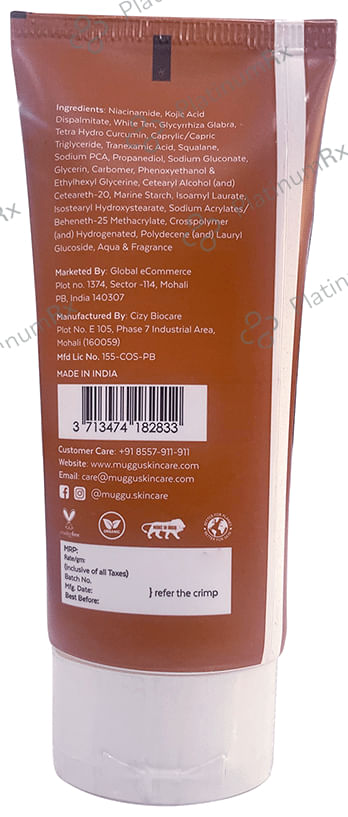 Ingredients: Niacinamide, Kojic Acid
Dispalmitate, White Ten, Glycyrrhiza Glabra, -
Tetra Hydro Curcumin, Caprylic/Capric
Triglyceride, Tranexamic Acid, Squalane,
Sodium PCA, Propanediol, Sodium Gluconate,
Glycerin, Carbomer, Phenoxyethanol &
Ethylhexyl Glycerine, Cetearyl Alcohol (and)
Ceteareth-20, Marine Starch, Isoamyl Laurate,
Isostearyl Hydroxystearate, Sodium Acrylates/
Beheneth-25 Methacrylate, Crosspolymer
(and) Hydrogenated, Polydecene (and) Lauryl
Glucoside, Aqua & Fragrance
Marketed By: Global eCommerce
Plot no. 1374, Sector -114, Mohali
PB, India 140307
Manufactured By: Cizy Biocare
Plot No. E 105, Phase 7 Industrial Area,
Mohali (160059)
Mfd Lic No. 155-COS-PB
MADE IN INDIA
3 713474 182833
Customer Care: +91 8557-911-911
Website: www.mugguskincare.com
Email: care@mugguskincare.com
@muggu.skincare
ORGANIC
MADE IN INDIA
MRP:
Rate/gm:
(Inclusive of all Taxes)
Batch No.
Mfg. Date:
Best Before:
} refer the crimp
PlatinumRx